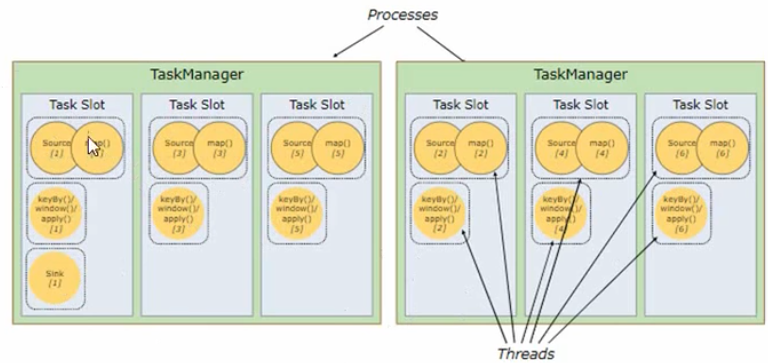 Processes
TaskManager
TaskManager
Task Slot
Task Slot
Task Slot
Task Slot
Task Slot
Task Slot
Source
[1]
map()
Source
[3]
map()
[3]
Source
[5]
map()
[5]
Source
[2]
map()
[2]
Source
[4]
map()
[4]
Source
[6]
map()
[6]
keyBy()/
window()/
apply()
[1]
keyBy()/
window()/
apply()
[3]
keyBy()/
window()/
apply()
[5]
keyBy()/
window()/
apply()
[2]
keyBy()/
window()/
apply()
[4]
keyBy()/
window()/
apply()
[6]
Sink
[1]
Threads